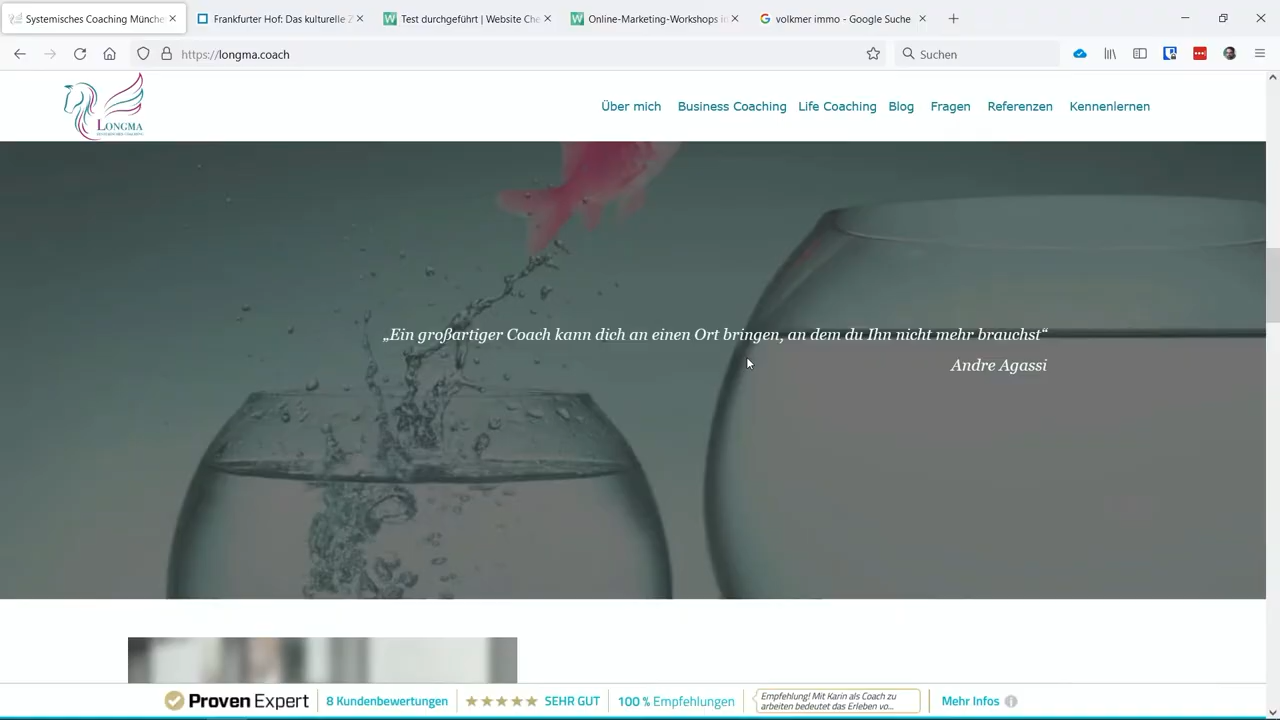 Systemisches Coaching Münche
Frankfurter Hof: Das kulturelle Z
Test durchgeführt | Website Che
Online-Marketing-Workshops in
volkmer immo - Google Suche
https://longma.coach
Suchen
LONGMA
Über mich
Business Coaching
Life Coaching
Blog
Fragen
Referenzen
Kennenlernen
„Ein großartiger Coach kann dich an einen Ort bringen, an dem du Ihn nicht mehr brauchst“
Andre Agassi
Proven Expert
8 Kundenbewertungen
SEHR GUT
100 % Empfehlungen
Empfehlung! Mit Karin als Coach zu
arbeiten bedeutet das Erleben vo...
Mehr Infos